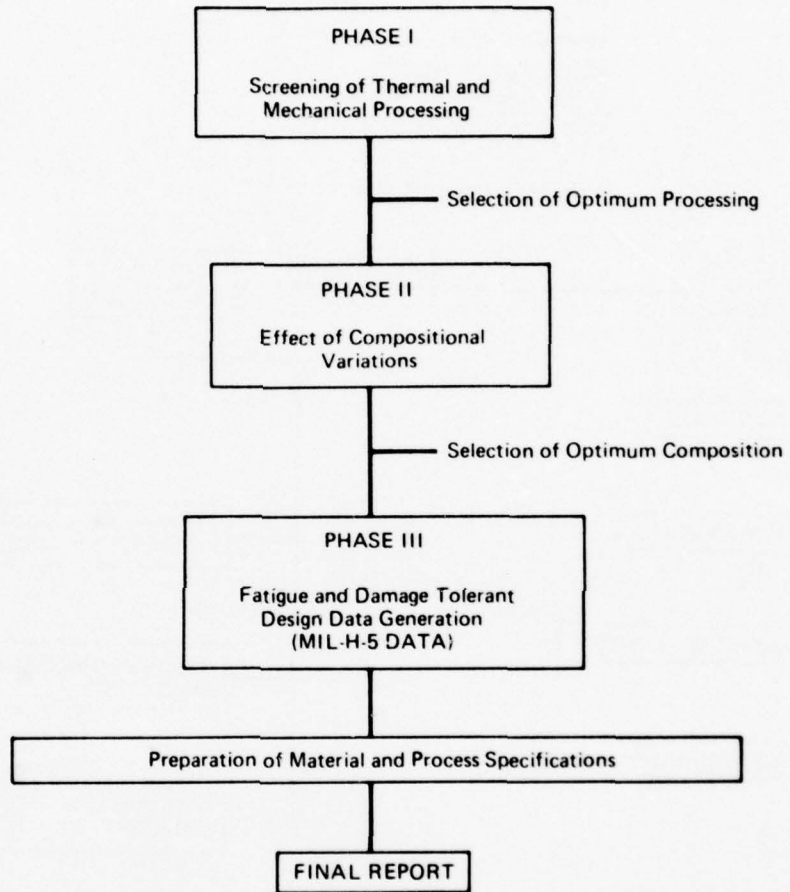 PHASE I
Screening of Thermal and
Mechanical Processing
Selection of Optimum Processing
PHASE II
Effect of Compositional
Variations
Selection of Optimum Composition
PHASE III
Fatigue and Damage Tolerant
Design Data Generation
(MIL-H-5 DATA)
Preparation of Material and Process Specifications
FINAL REPORT